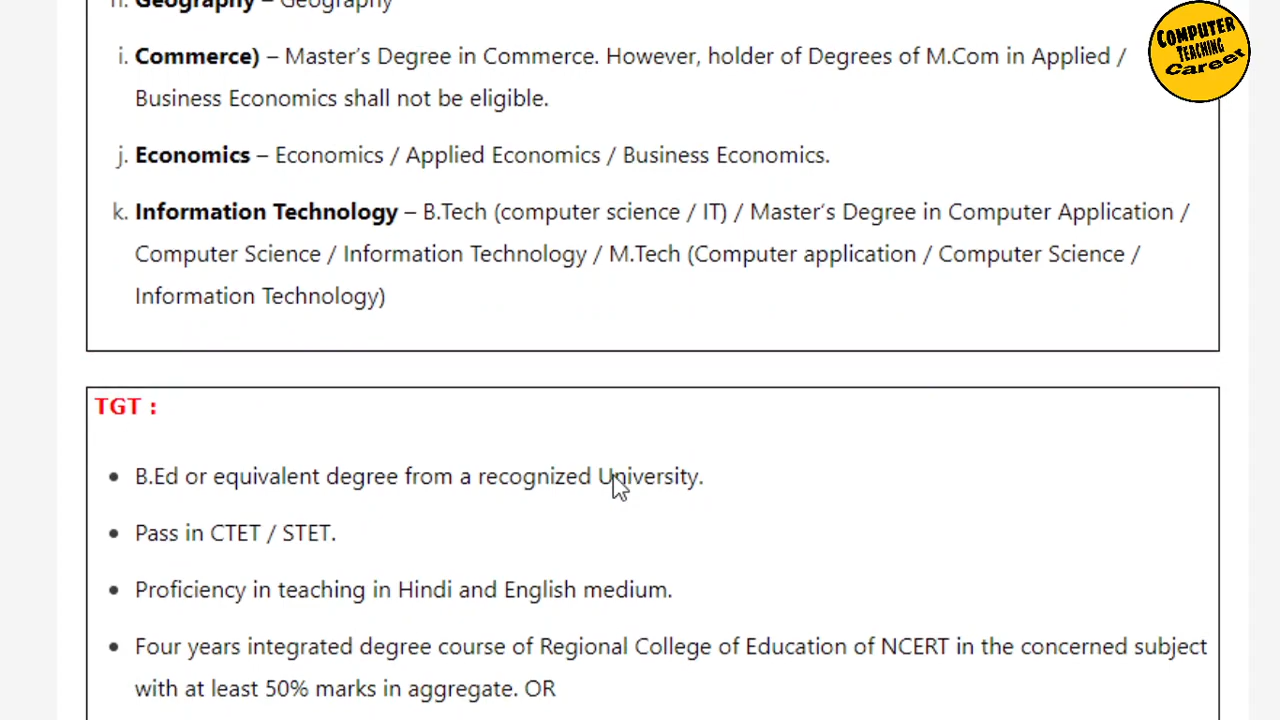 h. Geography – Geography
i. Commerce) – Master's Degree in Commerce. However, holder of Degrees of M.Com in Applied /
Business Economics shall not be eligible.
j. Economics – Economics / Applied Economics / Business Economics.
k. Information Technology – B.Tech (computer science / IT) / Master's Degree in Computer Application /
Computer Science / Information Technology / M.Tech (Computer application / Computer Science /
Information Technology)
TGT :
• B.Ed or equivalent degree from a recognized University.
• Pass in CTET / STET.
• Proficiency in teaching in Hindi and English medium.
• Four years integrated degree course of Regional College of Education of NCERT in the concerned subject
with at least 50% marks in aggregate. OR
COMPUTER
TEACHING
Career